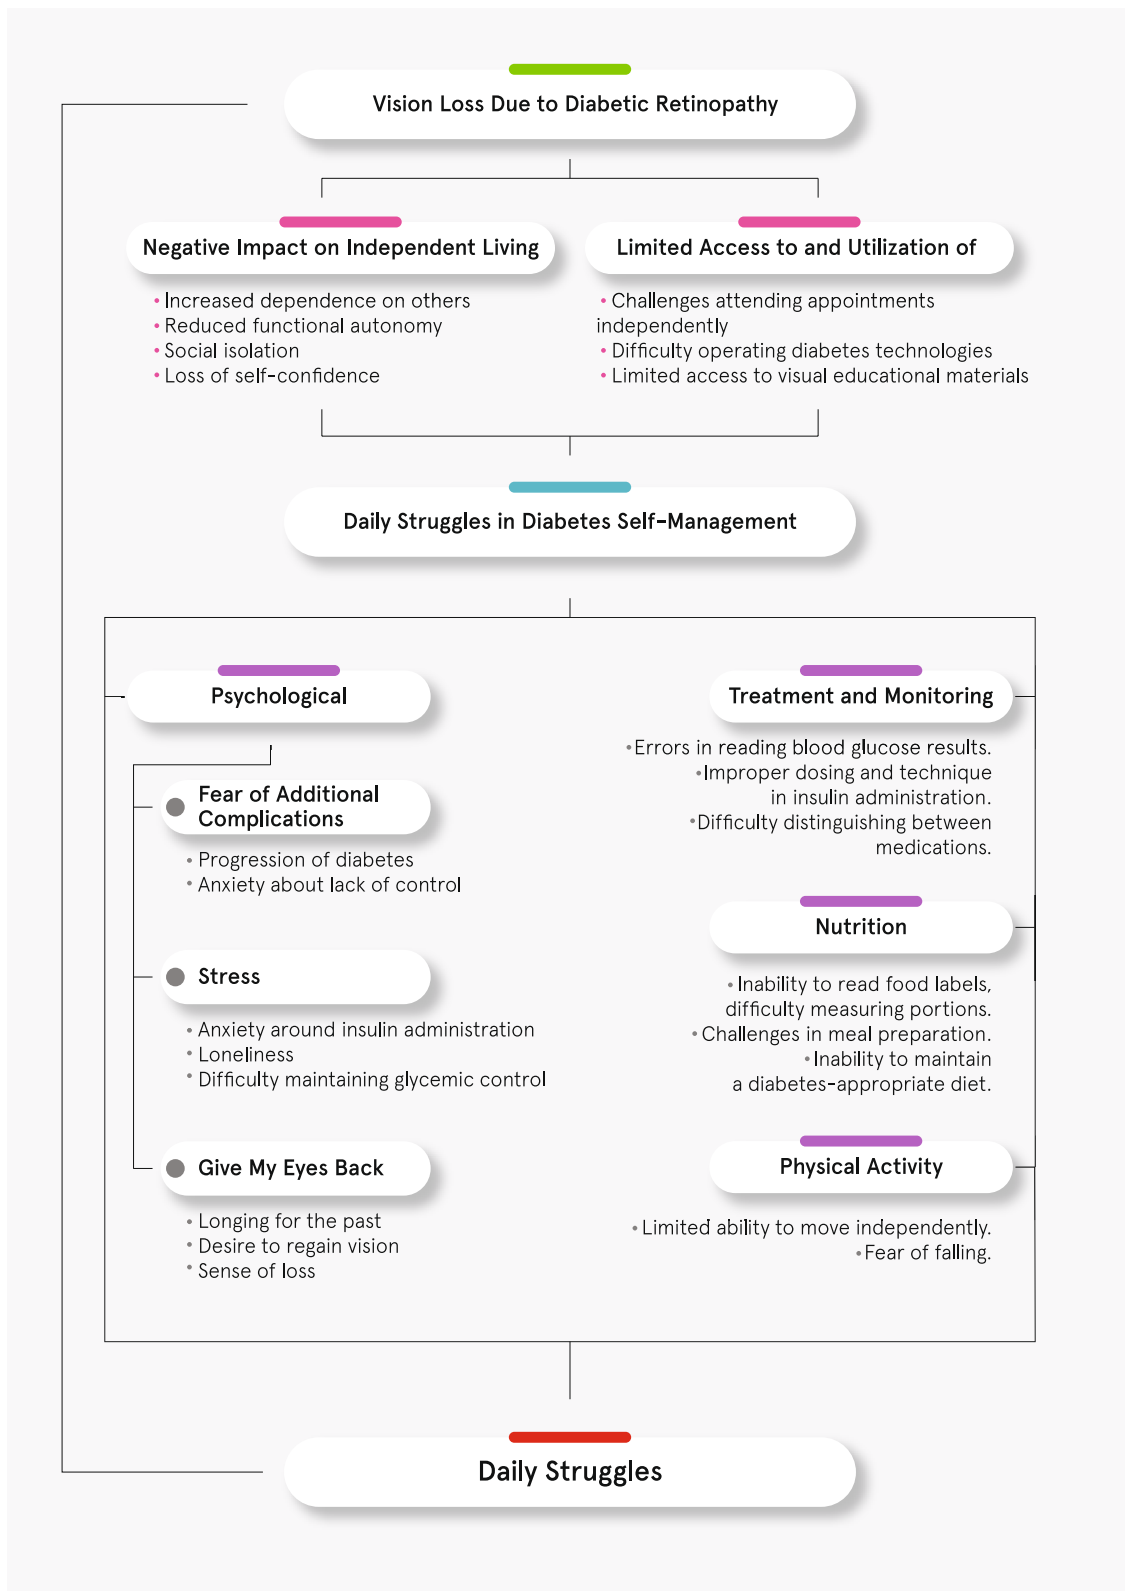 Vision Loss Due to Diabetic Retinopathy
Negative Impact on Independent Living
• Increased dependence on others
• Reduced functional autonomy
• Social isolation
• Loss of self-confidence
Limited Access to and Utilization of
• Challenges attending appointments
independently
• Difficulty operating diabetes technologies
• Limited access to visual educational materials
Daily Struggles in Diabetes Self-Management
Psychological
Fear of Additional
Complications
• Progression of diabetes
• Anxiety about lack of control
Stress
• Anxiety around insulin administration
• Loneliness
• Difficulty maintaining glycemic control
Give My Eyes Back
• Longing for the past
• Desire to regain vision
• Sense of loss
Treatment and Monitoring
• Errors in reading blood glucose results.
• Improper dosing and technique
in insulin administration.
• Difficulty distinguishing between
medications.
Nutrition
• Inability to read food labels,
difficulty measuring portions.
• Challenges in meal preparation.
• Inability to maintain
a diabetes-appropriate diet.
Physical Activity
• Limited ability to move independently.
• Fear of falling.
Daily Struggles